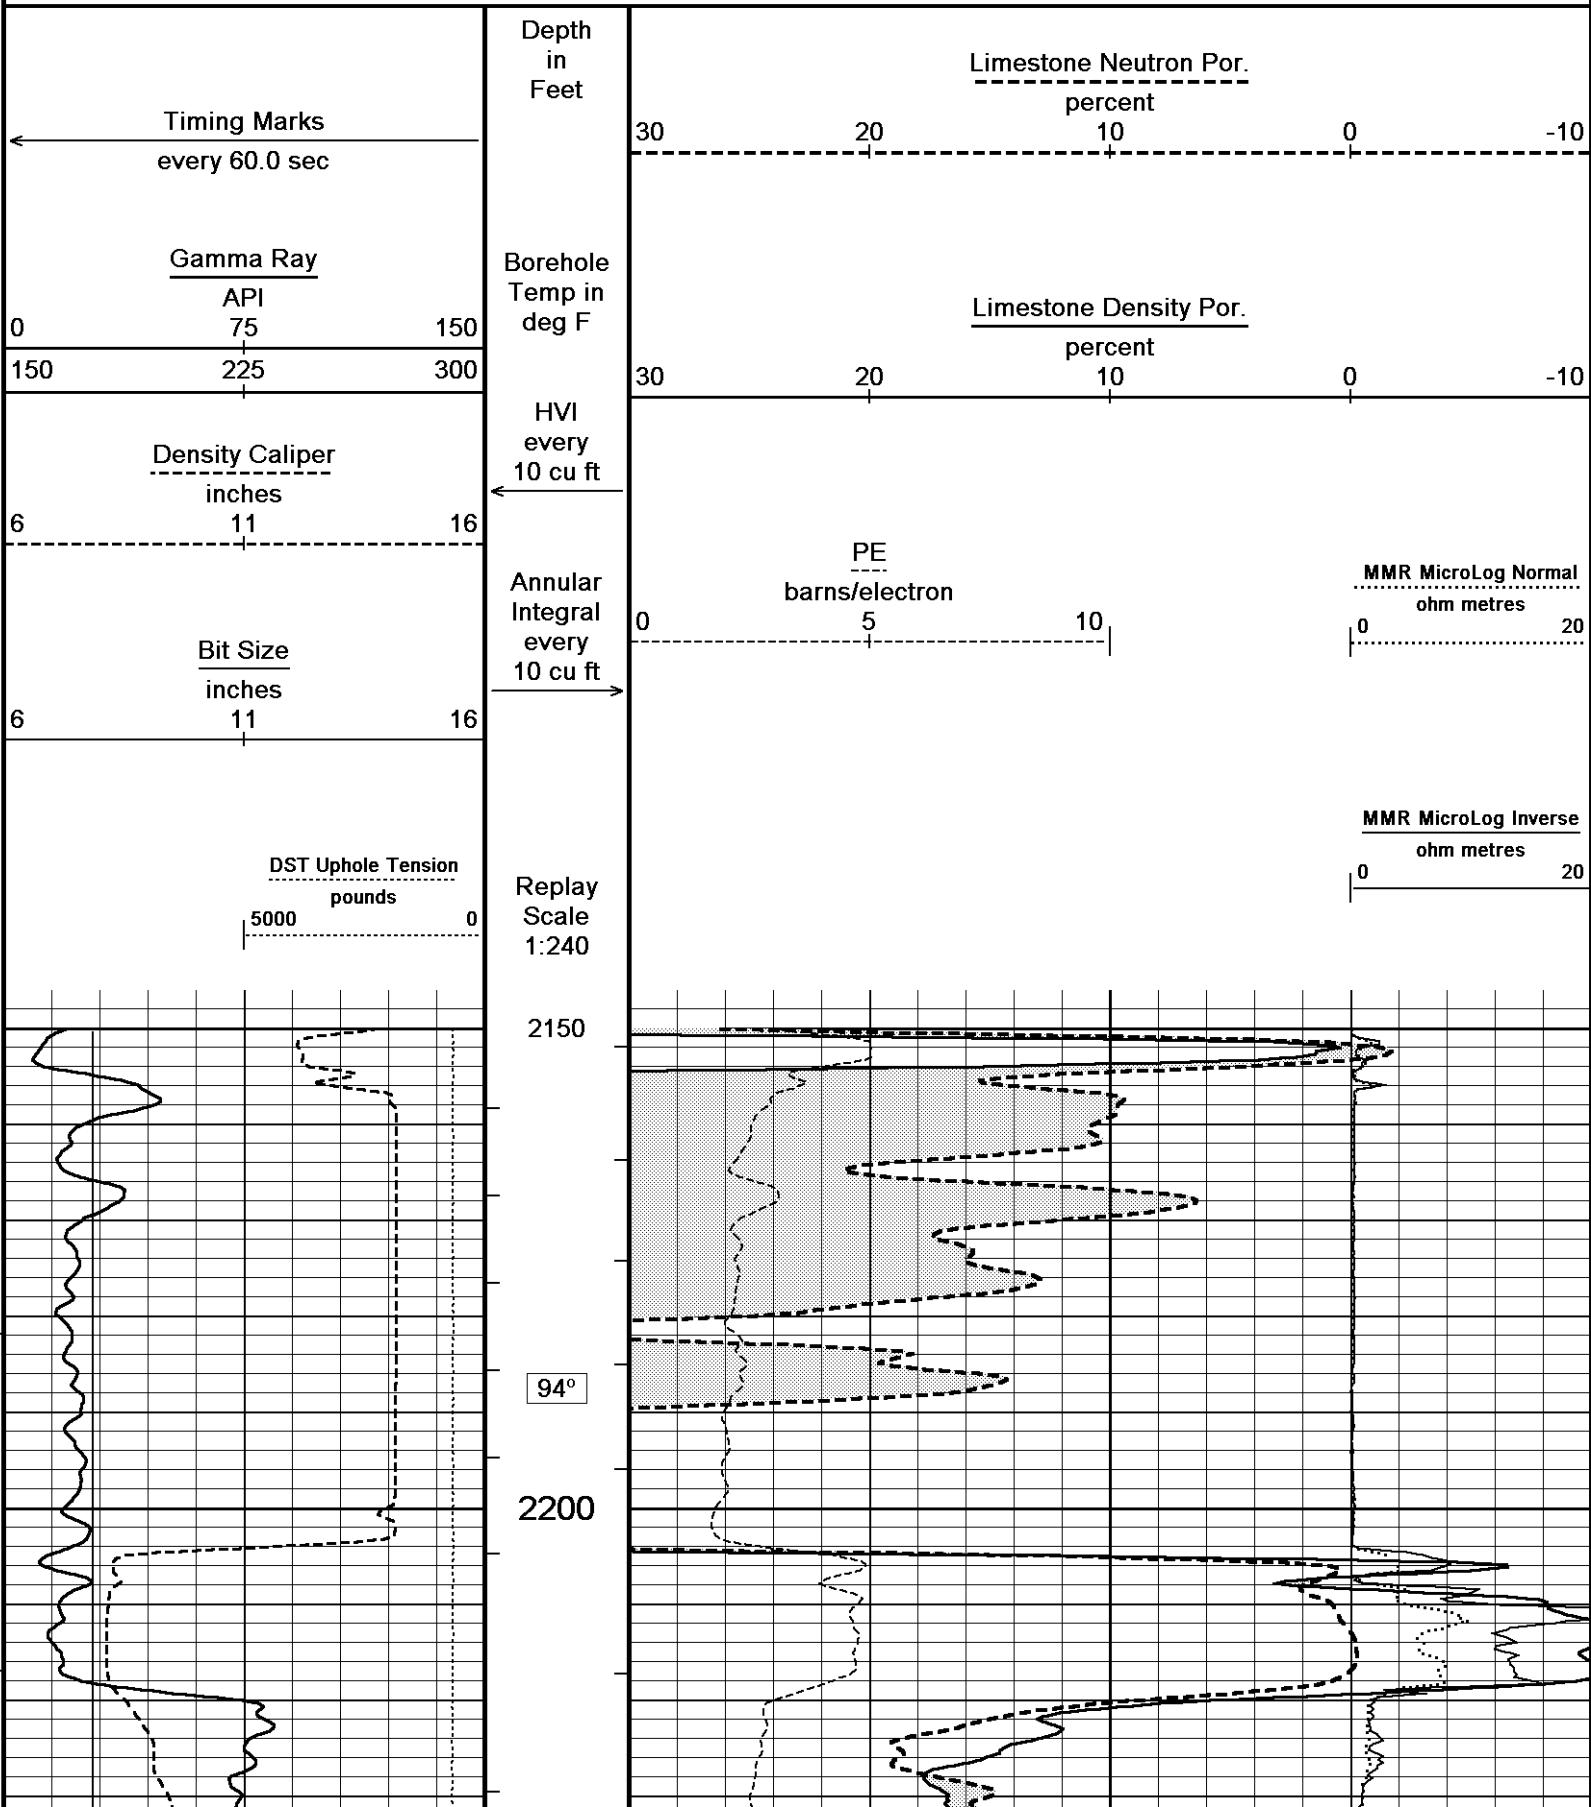 Timing Marks
every 60.0 sec
Gamma Ray
API
0 75 150
150 225 300
Density Caliper
inches
6 11 16
Bit Size
inches
6 11 16
DST Uphole Tension
pounds
5000 0
Depth
in
Feet
Borehole
Temp in
deg F
HVI
every
10 cu ft
Annular
Integral
every
10 cu ft
Replay
Scale
1:240
Limestone Neutron Por.
percent
30 20 10 0 -10
Limestone Density Por.
percent
30 20 10 0 -10
PE
barns/electron
0 5 10
MMR MicroLog Normal
ohm metres
0 20
MMR MicroLog Inverse
ohm metres
0 20
2150
94º
2200